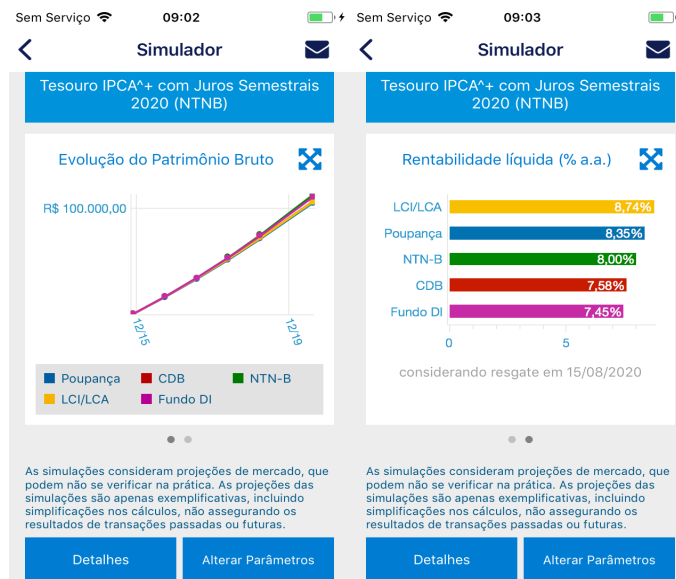 Sem Serviço 09:02
Simulador
Tesouro IPCA^+ com Juros Semestrais
2020 (NTNB)
Evolução do Patrimônio Bruto
R$ 100.000,00
12/15
12/19
Poupança CDB NTN-B
LCI/LCA Fundo DI
As simulações consideram projeções de mercado, que
podem não se verificar na prática. As projeções das
simulações são apenas exemplificativas, incluindo
simplificações nos cálculos, não assegurando os
resultados de transações passadas ou futuras.
Detalhes Alterar Parâmetros
Sem Serviço 09:03
Simulador
Tesouro IPCA^+ com Juros Semestrais
2020 (NTNB)
Rentabilidade líquida (% a.a.)
LCI/LCA 8,74%
Poupança 8,35%
NTN-B 8,00%
CDB 7,58%
Fundo DI 7,45%
0 5
considerando resgate em 15/08/2020
As simulações consideram projeções de mercado, que
podem não se verificar na prática. As projeções das
simulações são apenas exemplificativas, incluindo
simplificações nos cálculos, não assegurando os
resultados de transações passadas ou futuras.
Detalhes Alterar Parâmetros